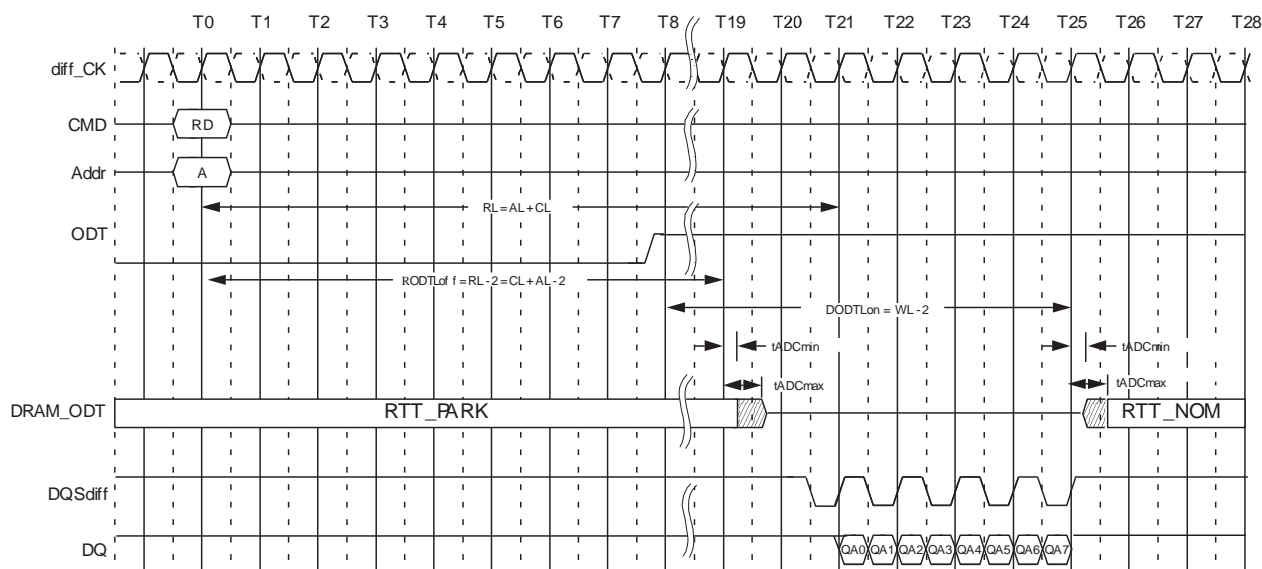 T0 T1 T2 T3 T4 T5 T6 T7 T8 T19 T20 T21 T22 T23 T24 T25 T26 T27 T28
diff_CK
CMD RD
Addr A
RL=AL+CL
ODT
RODTLoff=RL-2=CL+AL-2
DODTLon = WL-2
tADCmin tADCmin
tADCmax tADCmax
DRAM_ODT RTT_PARK RTT_NOM
DQSdiff
DQ QA0 QA1 QA2 QA3 QA4 QA5 QA6 QA7